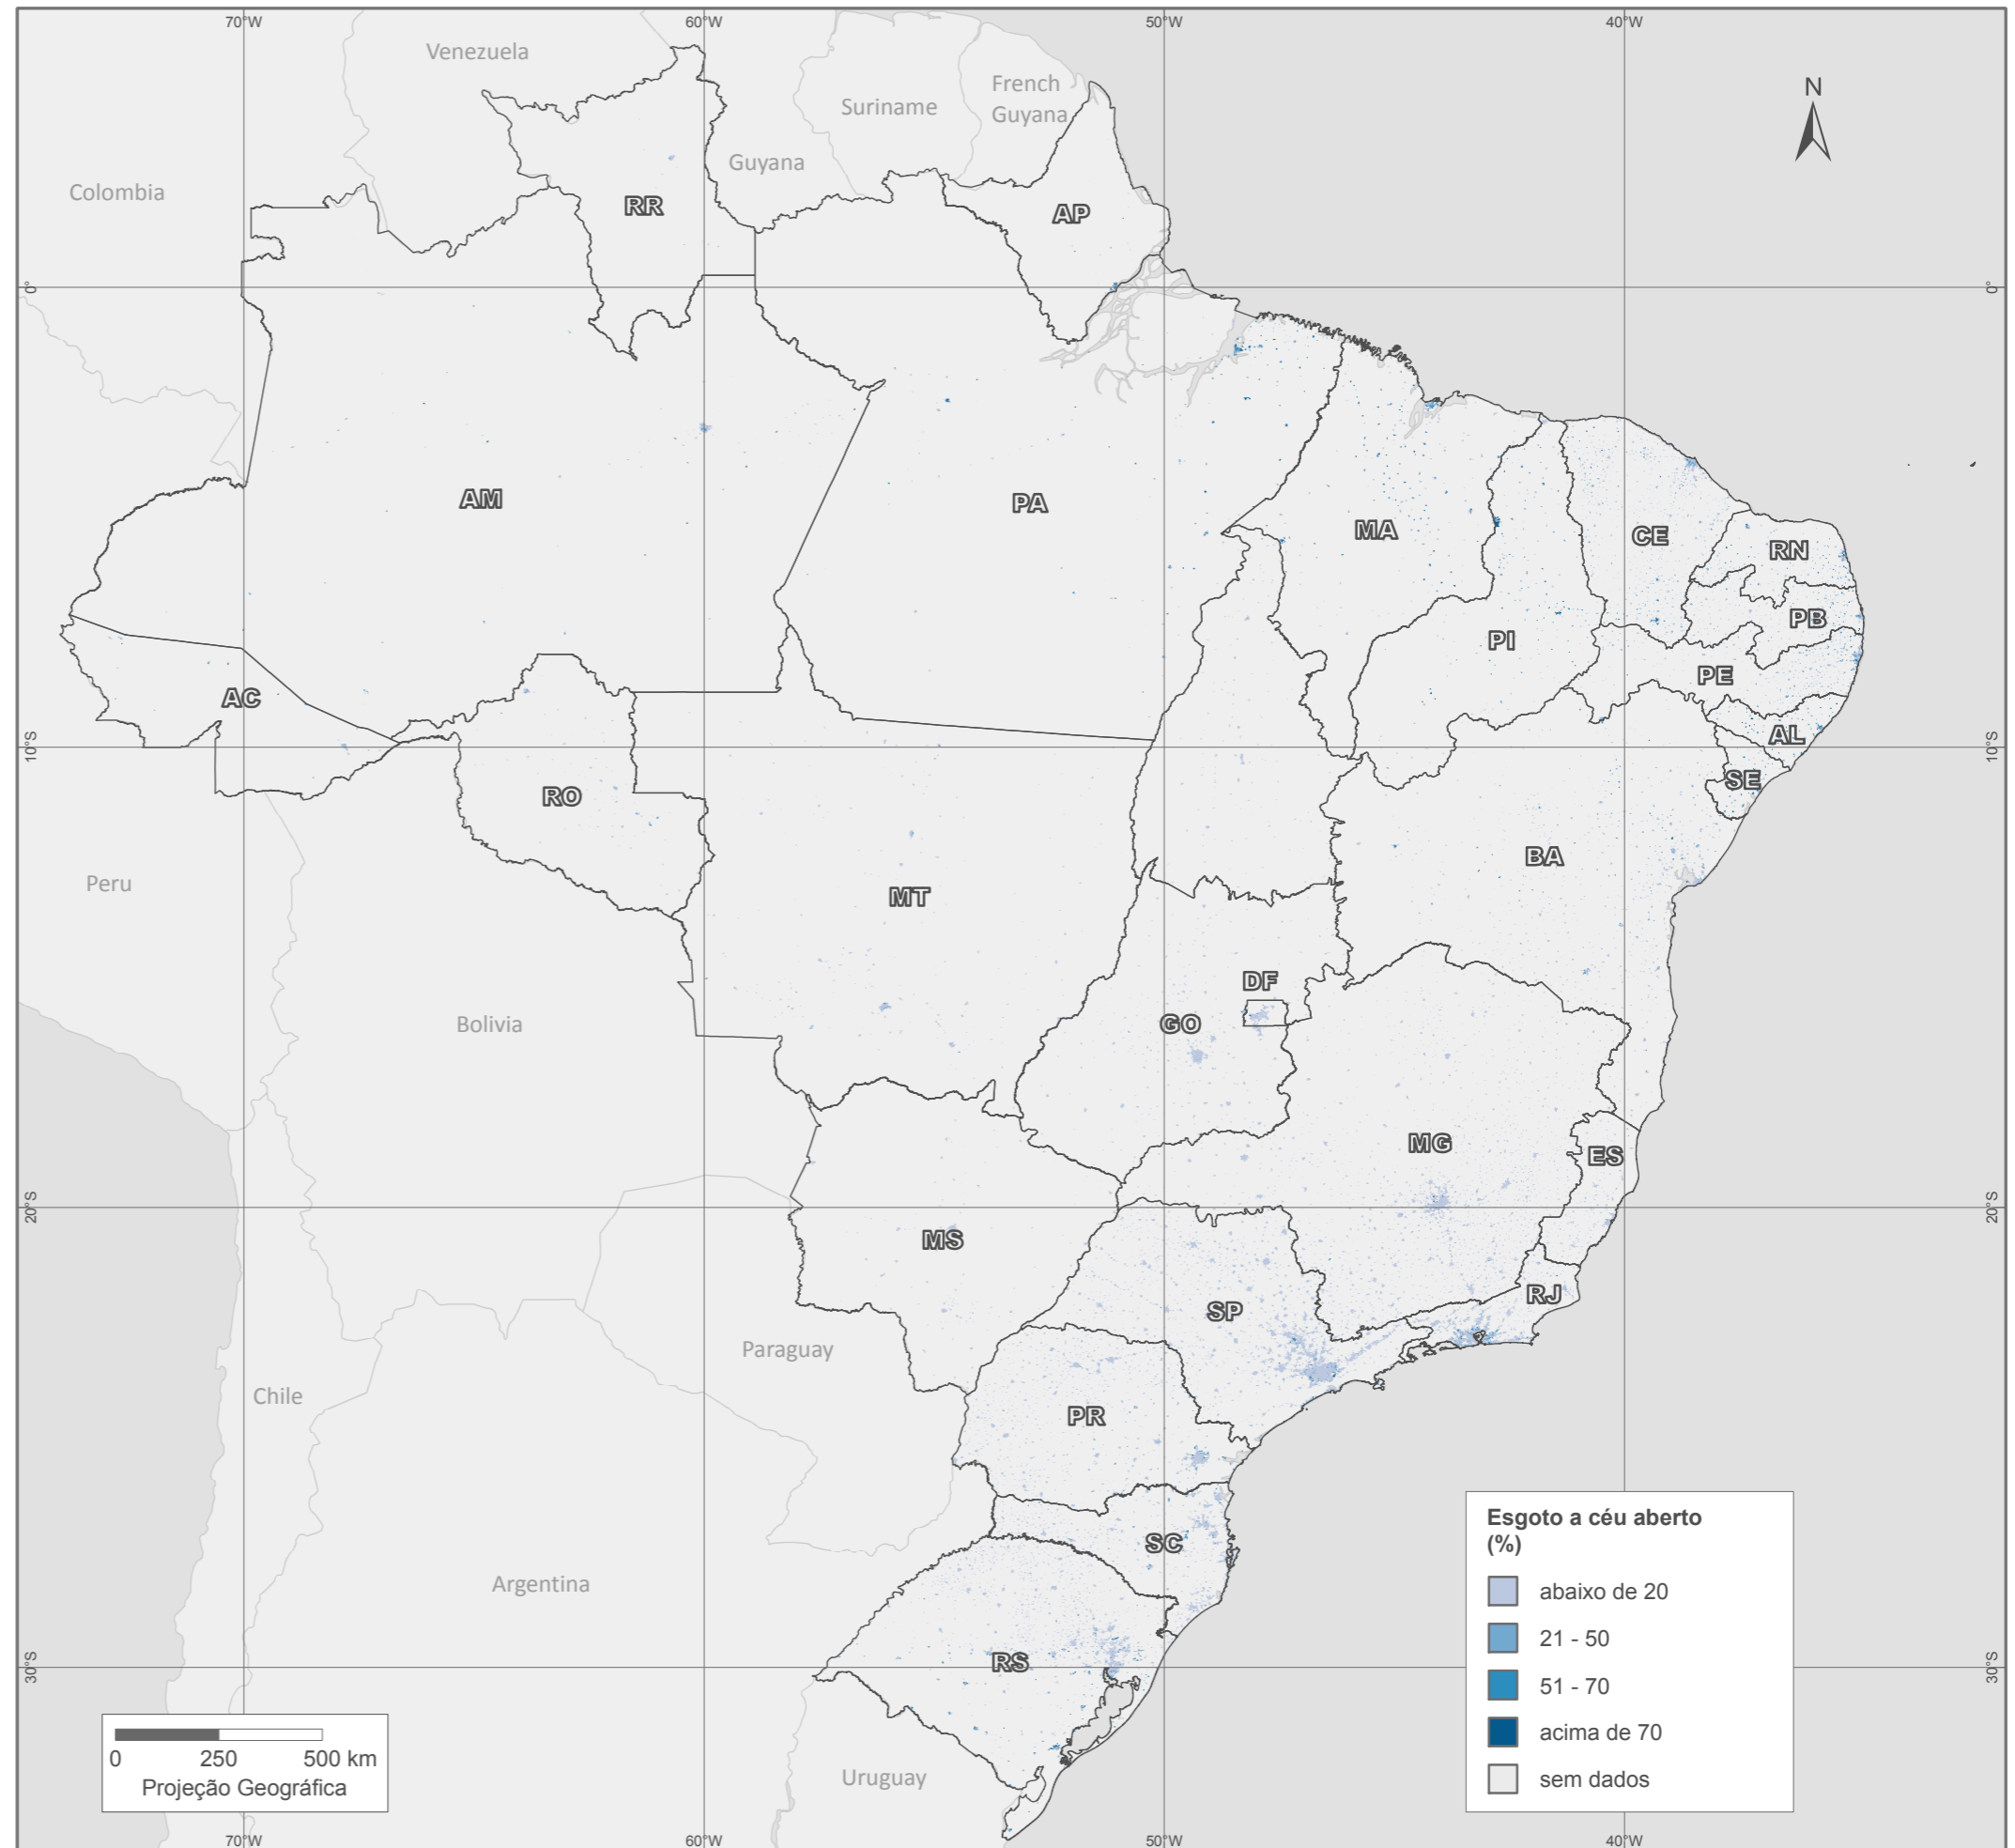 70°W
60°W
50°W
40°W
Venezuela
French
Guyana
Suriname
N
Guyana
Colombia
RR
AP
0°
0°
AM
PA
MA
CE
RN
PB
PI
PE
AC
AL
10°S
10°S
SE
RO
BA
Peru
MT
DF
GO
Bolivia
MG
ES
20°S
20°S
MS
RJ
SP
Paraguay
Chile
PR
Esgoto a céu aberto
(%)
SC
Argentina
abaixo de 20
21 - 50
RS
30°S
30°S
51 - 70
acima de 70
0 250 500 km
Projeção Geográfica
Uruguay
sem dados
70°W
60°W
50°W
40°W